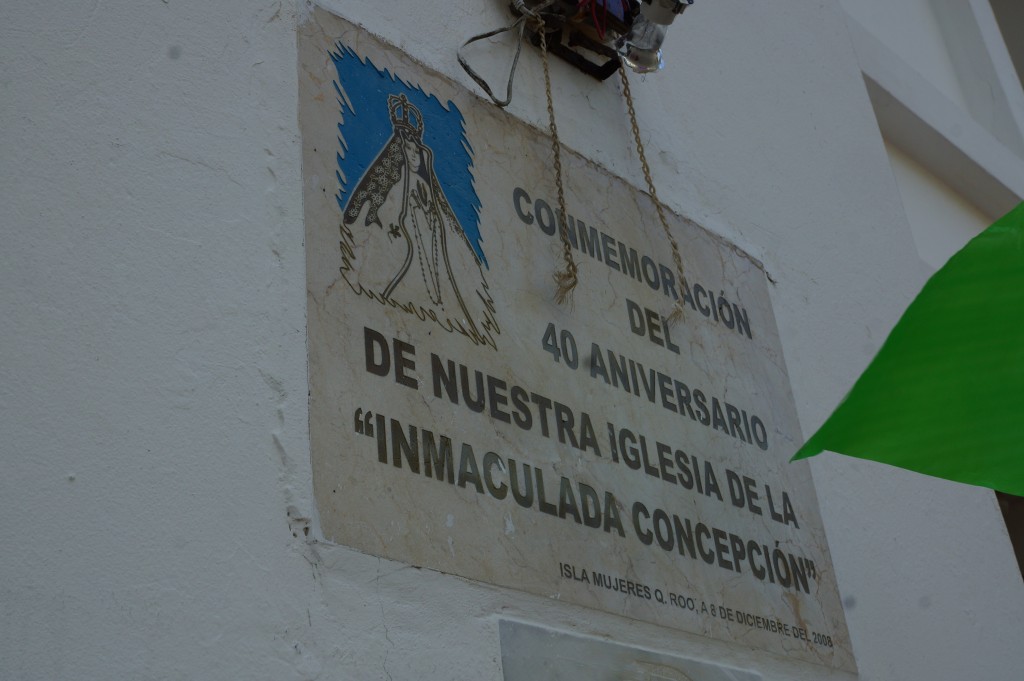 CONMEMORACIÓN
DEL
40 ANIVERSARIO
DE NUESTRA IGLESIA DE LA
“INMACULADA CONCEPCIÓN”
ISLA MUJERES Q. ROO, A 8 DE DICIEMBRE DEL 2008